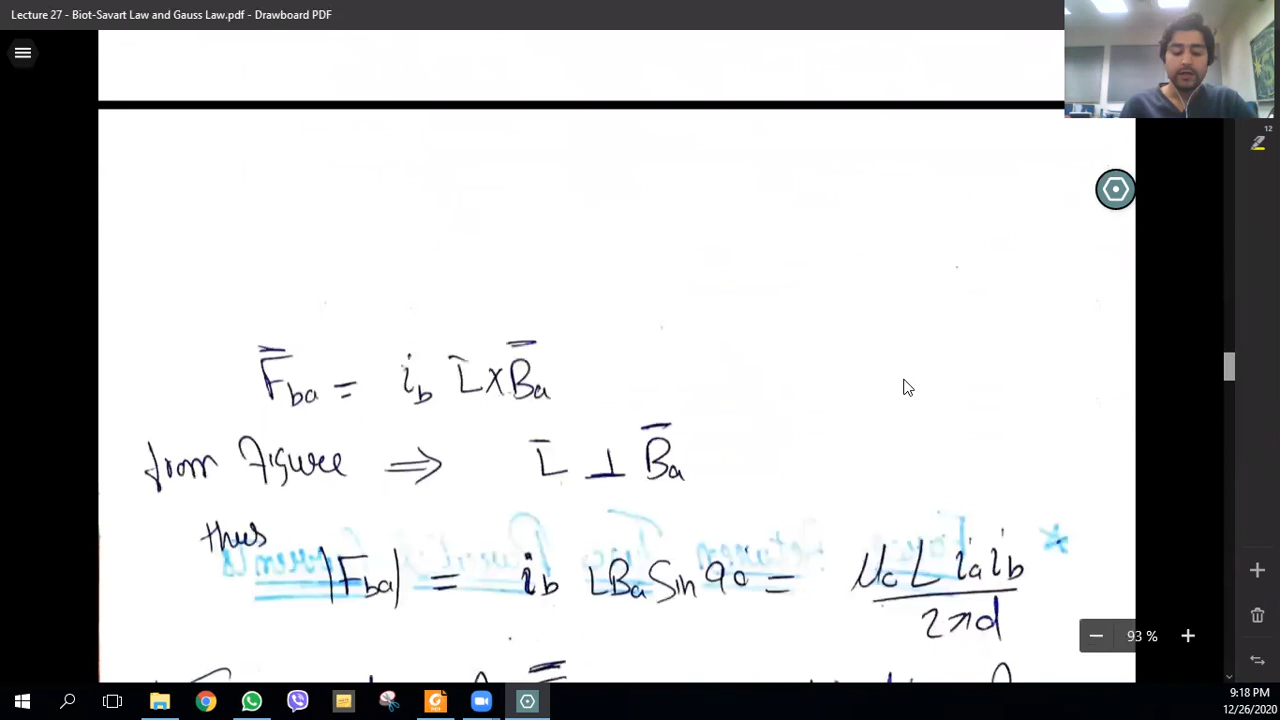 Lecture 27 - Biot-Savart Law and Gauss Law.pdf - Drawboard PDF
12
F̅ba = ib L̅ × B̅a
from Figure ⇒ L̅ ⊥ B̅a
thus
|Fba| = ib LBa Sin 90 = μ₀ L ia ib / 2πd
93 %
9:18 PM
12/26/2020